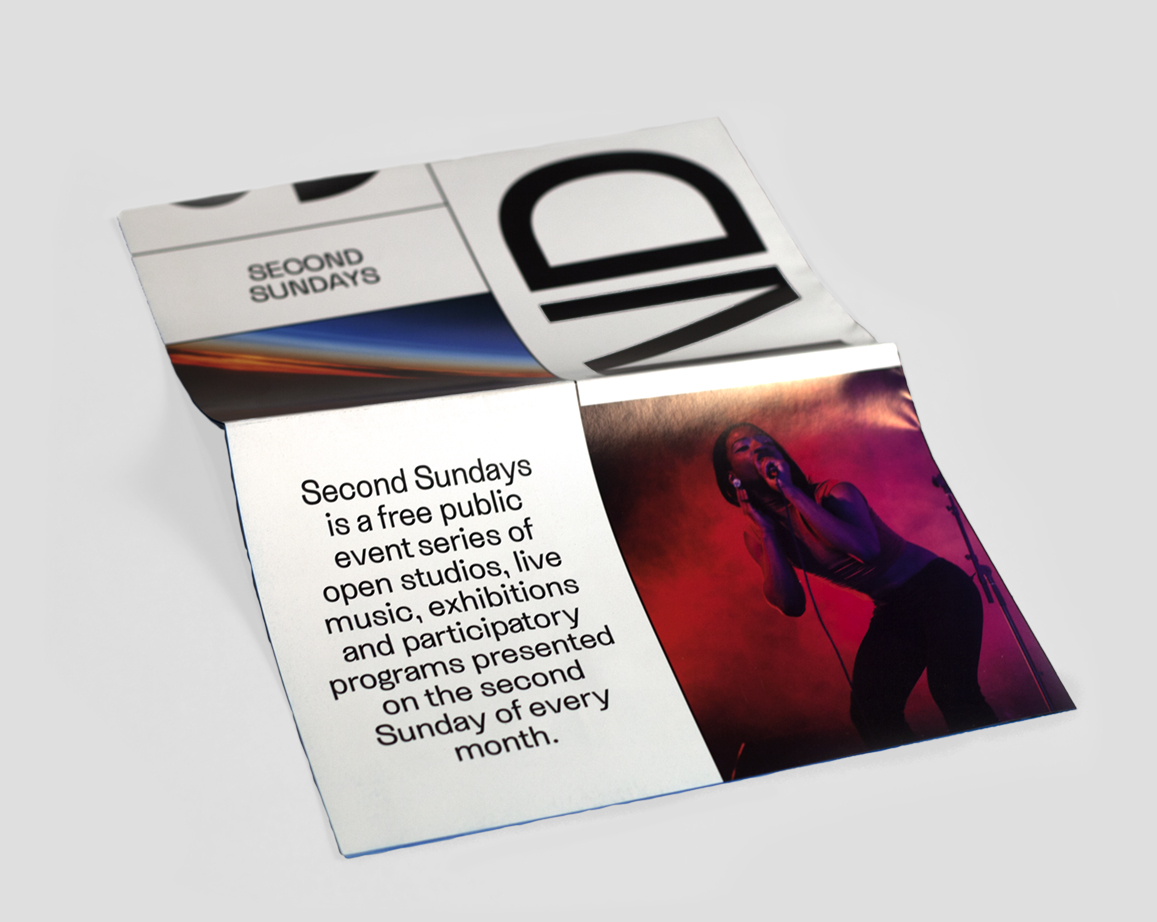 SECOND
SUNDAYS
Second Sundays
is a free public
event series of
open studios, live
music, exhibitions
and participatory
programs presented
on the second
Sunday of every
month.